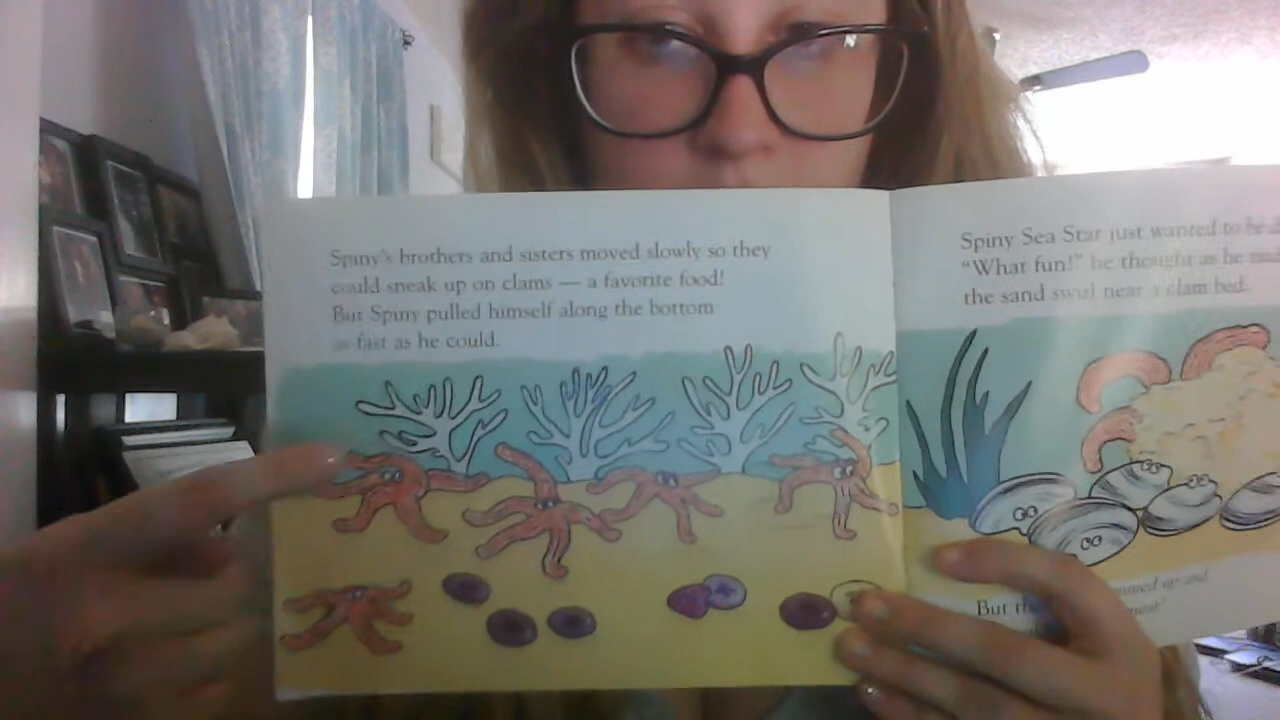 Spiny's brothers and sisters moved slowly so they
could sneak up on clams — a favorite food!
But Spiny pulled himself along the bottom
as fast as he could.
Spiny Sea Star just wanted to be
"What fun!" he thought as he
the sand swirl near a clam bed.
But
up and